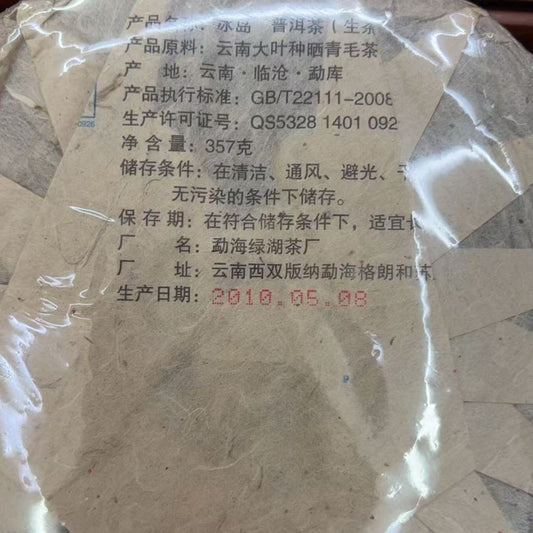 产品名称：冰岛 普洱茶（生茶
产品原料：云南大叶种晒青毛茶
产 地：云南·临沧·勐库
产品执行标准：GB/T22111-2008
生产许可证号：QS5328 1401 092
净含量：357克
储存条件：在清洁、通风、避光、干
无污染的条件下储存。
保存期：在符合储存条件下，适宜长
厂 名：勐海绿湖茶厂
厂 址：云南西双版纳勐海格朗和苏
生产日期：2010.05.08
0926